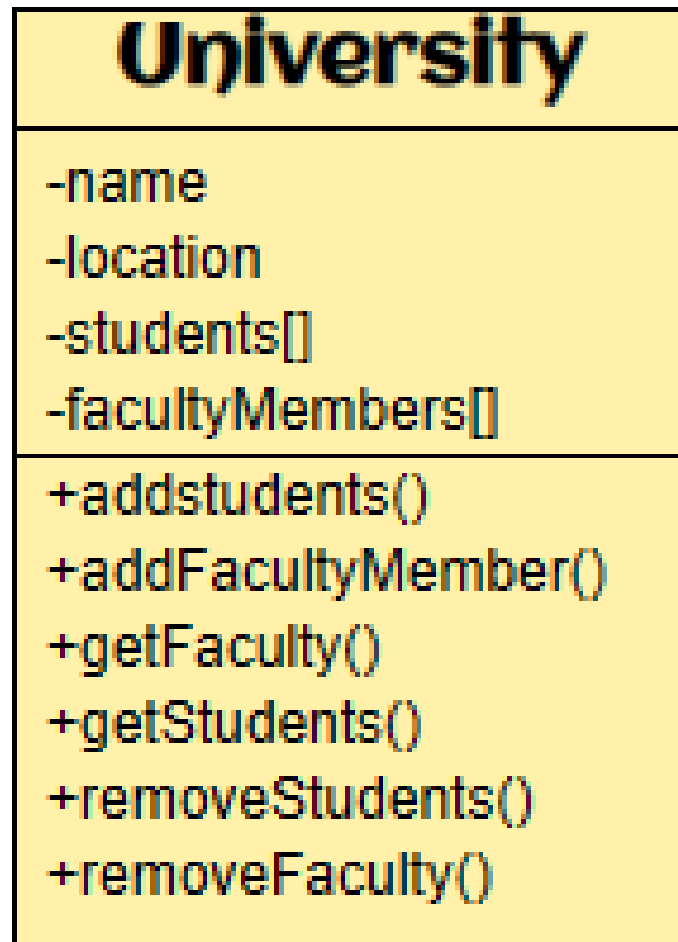 University
-name
-location
-students[]
-facultyMembers[]
+addstudents()
+addFacultyMember()
+getFaculty()
+getStudents()
+removeStudents()
+removeFaculty()